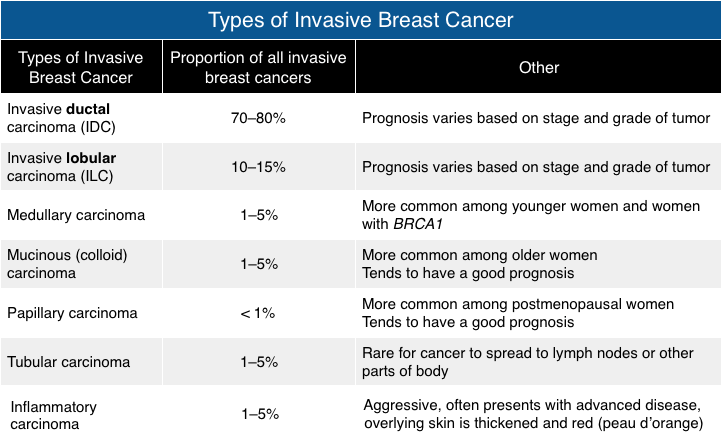 Types of Invasive Breast Cancer
Types of Invasive
Breast Cancer
Proportion of all invasive
breast cancers
Other
Invasive ductal
carcinoma (IDC)
70–80%
Prognosis varies based on stage and grade of tumor
Invasive lobular
carcinoma (ILC)
10–15%
Prognosis varies based on stage and grade of tumor
Medullary carcinoma
1–5%
More common among younger women and women
with BRCA1
Mucinous (colloid)
carcinoma
1–5%
More common among older women
Tends to have a good prognosis
Papillary carcinoma
< 1%
More common among postmenopausal women
Tends to have a good prognosis
Tubular carcinoma
1–5%
Rare for cancer to spread to lymph nodes or other
parts of body
Inflammatory
carcinoma
1–5%
Aggressive, often presents with advanced disease,
overlying skin is thickened and red (peau d’orange)